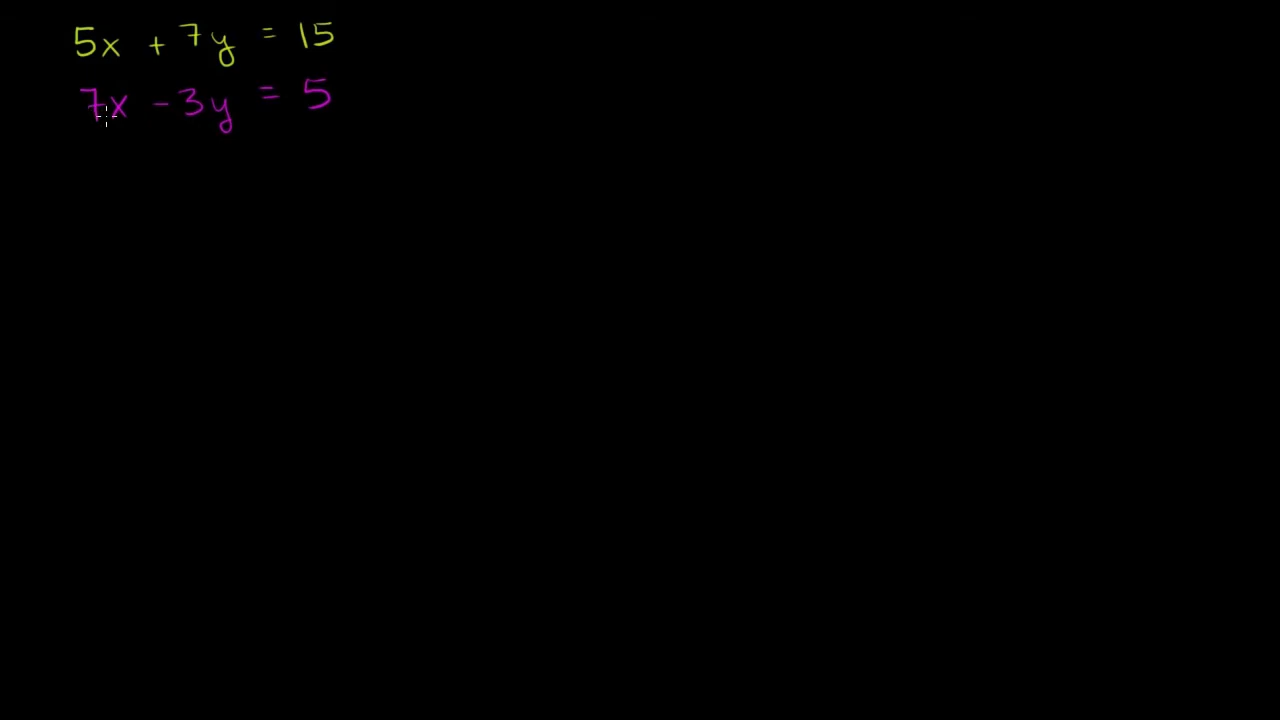 5x + 7y = 15
7x - 3y = 5